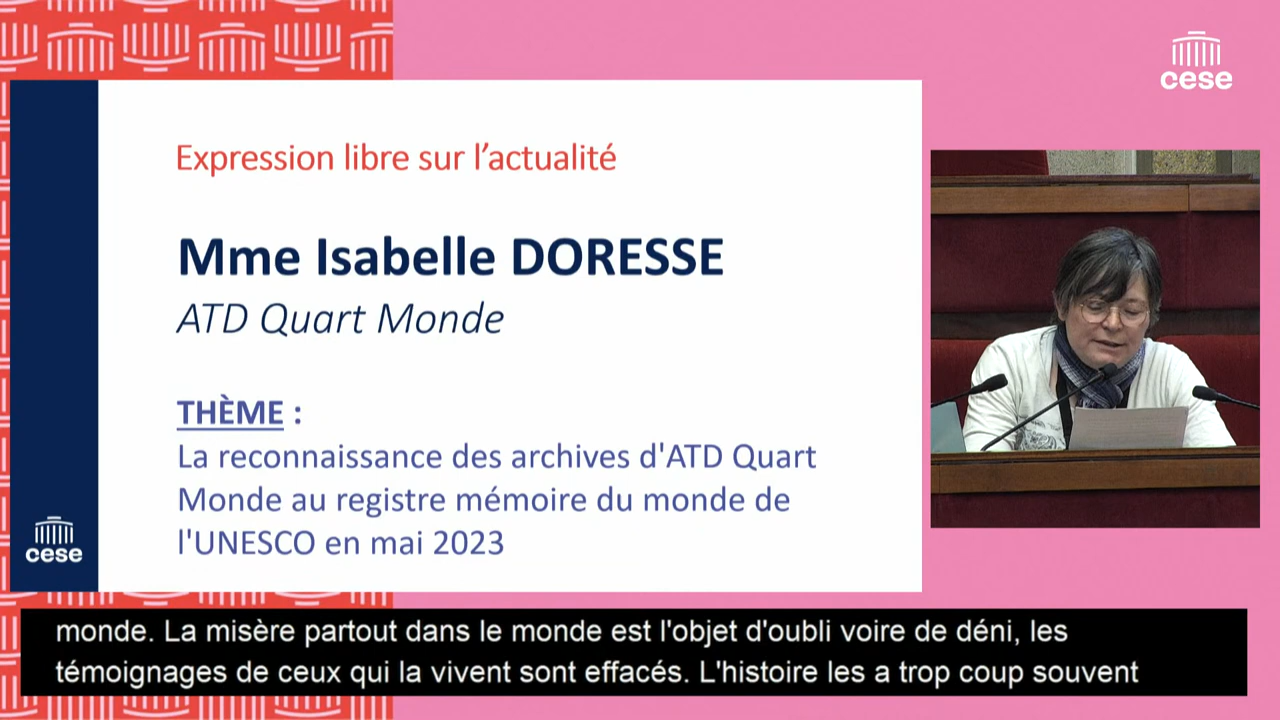 cese
Expression libre sur l’actualité
Mme Isabelle DORESSE
ATD Quart Monde
THÈME :
La reconnaissance des archives d'ATD Quart
Monde au registre mémoire du monde de
l'UNESCO en mai 2023
cese
monde. La misère partout dans le monde est l'objet d'oubli voire de déni, les
témoignages de ceux qui la vivent sont effacés. L'histoire les a trop coup souvent